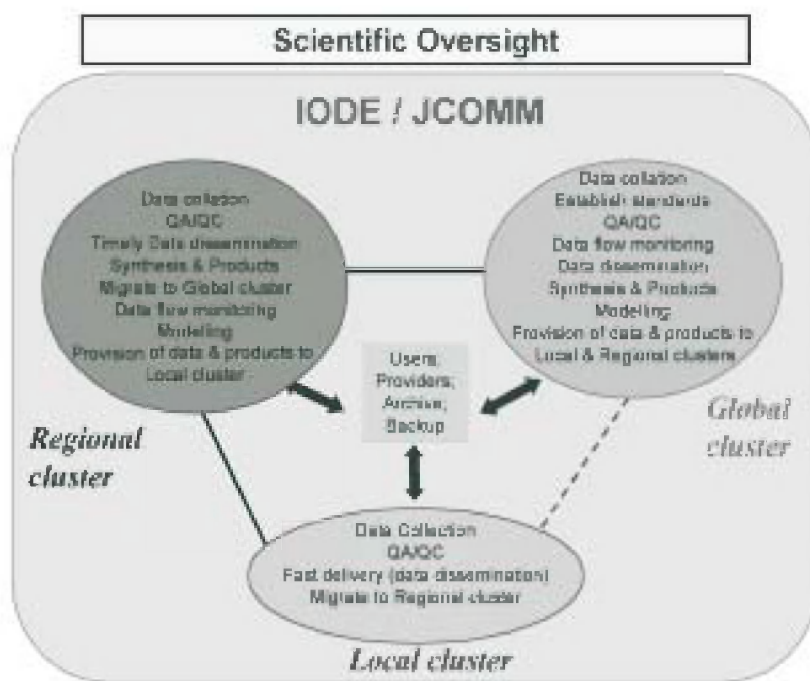 Scientific Oversight
IODE / JCOMM
Data collation
QA/QC
Timely Data dissemination
Synthesis & Products
Migrate to Global cluster
Data flow monitoring
Modelling
Provision of data & products to
Local cluster
Regional
cluster
Data collation
Establish standards
QA/QC
Data flow monitoring
Data dissemination
Synthesis & Products
Modelling
Provision of data & products to
Local & Regional clusters
Global
cluster
Users;
Providers;
Archive;
Backup
Data Collection
QA/QC
Fast delivery (data dissemination)
Migrate to Regional cluster
Local cluster